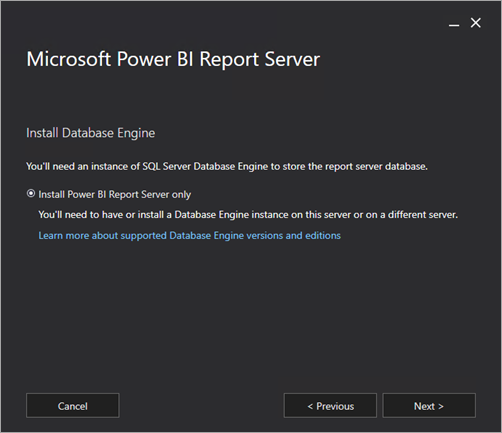 Microsoft Power BI Report Server
Install Database Engine
You'll need an instance of SQL Server Database Engine to store the report server database.
Install Power BI Report Server only
You'll need to have or install a Database Engine instance on this server or on a different server.
Learn more about supported Database Engine versions and editions
Cancel
< Previous
Next >